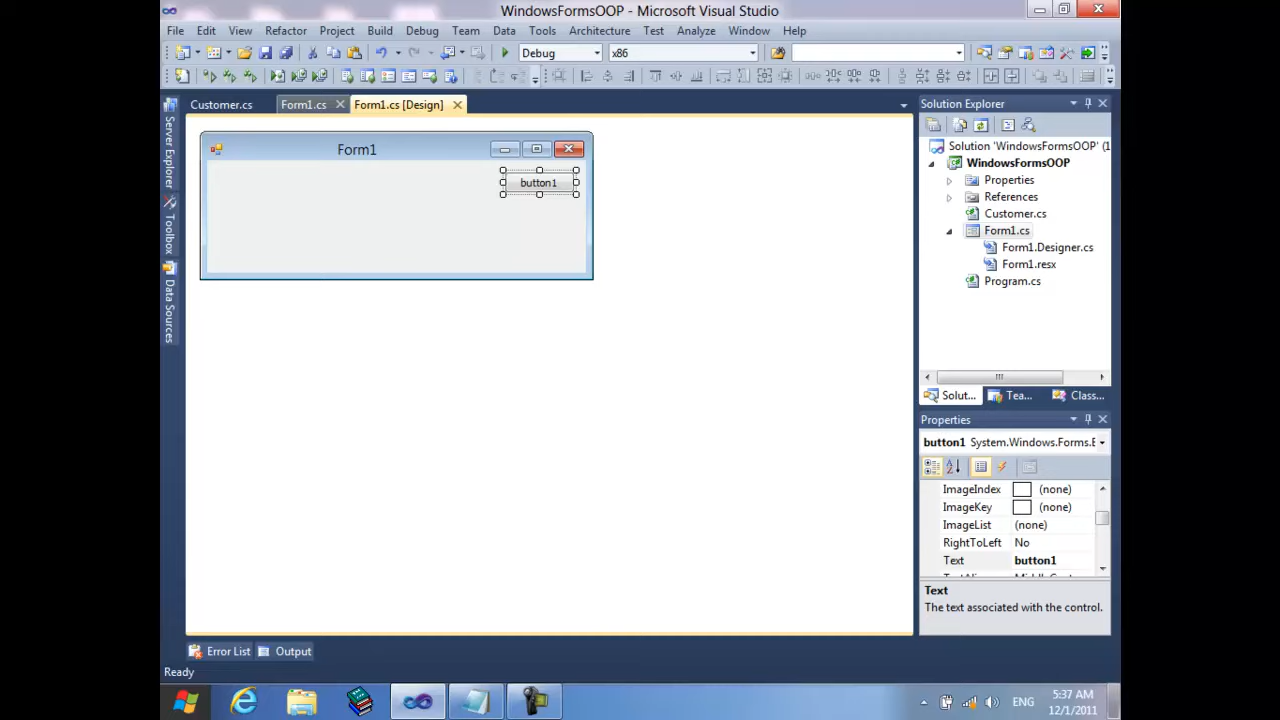 WindowsFormsOOP - Microsoft Visual Studio
File Edit View Refactor Project Build Debug Team Data Tools Architecture Test Analyze Window Help
Debug x86
Customer.cs Form1.cs Form1.cs [Design]
Server Explorer
Toolbox
Data Sources
Form1
button1
Solution Explorer
Solution 'WindowsFormsOOP' (1
WindowsFormsOOP
Properties
References
Customer.cs
Form1.cs
Form1.Designer.cs
Form1.resx
Program.cs
Solut... Tea... Class...
Properties
button1 System.Windows.Forms.B
ImageIndex (none)
ImageKey (none)
ImageList (none)
RightToLeft No
Text button1
Text
The text associated with the control.
Error List Output
Ready
ENG
5:37 AM
12/1/2011